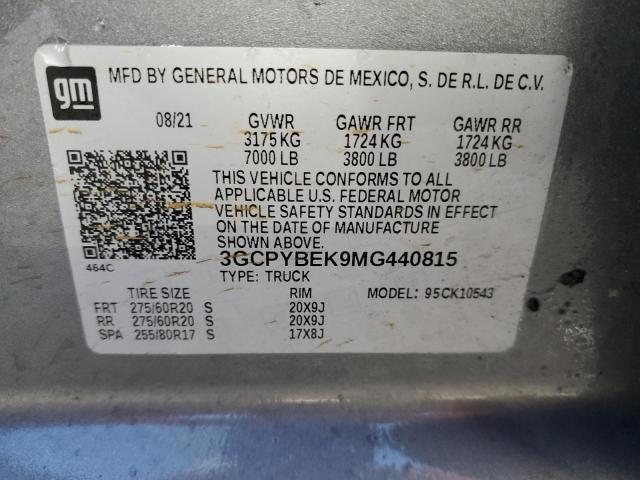 gm
MFD BY GENERAL MOTORS DE MEXICO, S. DE R.L. DE C.V.
08/21 GVWR GAWR FRT GAWR RR
3175 KG 1724 KG 1724 KG
7000 LB 3800 LB 3800 LB
THIS VEHICLE CONFORMS TO ALL
APPLICABLE U.S. FEDERAL MOTOR
VEHICLE SAFETY STANDARDS IN EFFECT
ON THE DATE OF MANUFACTURE
SHOWN ABOVE.
464C 3GCPYBEK9MG440815
TYPE: TRUCK
TIRE SIZE RIM MODEL: 95CK10543
FRT 275/60R20 S 20X9J
RR 275/60R20 S 20X9J
SPA 255/80R17 S 17X8J